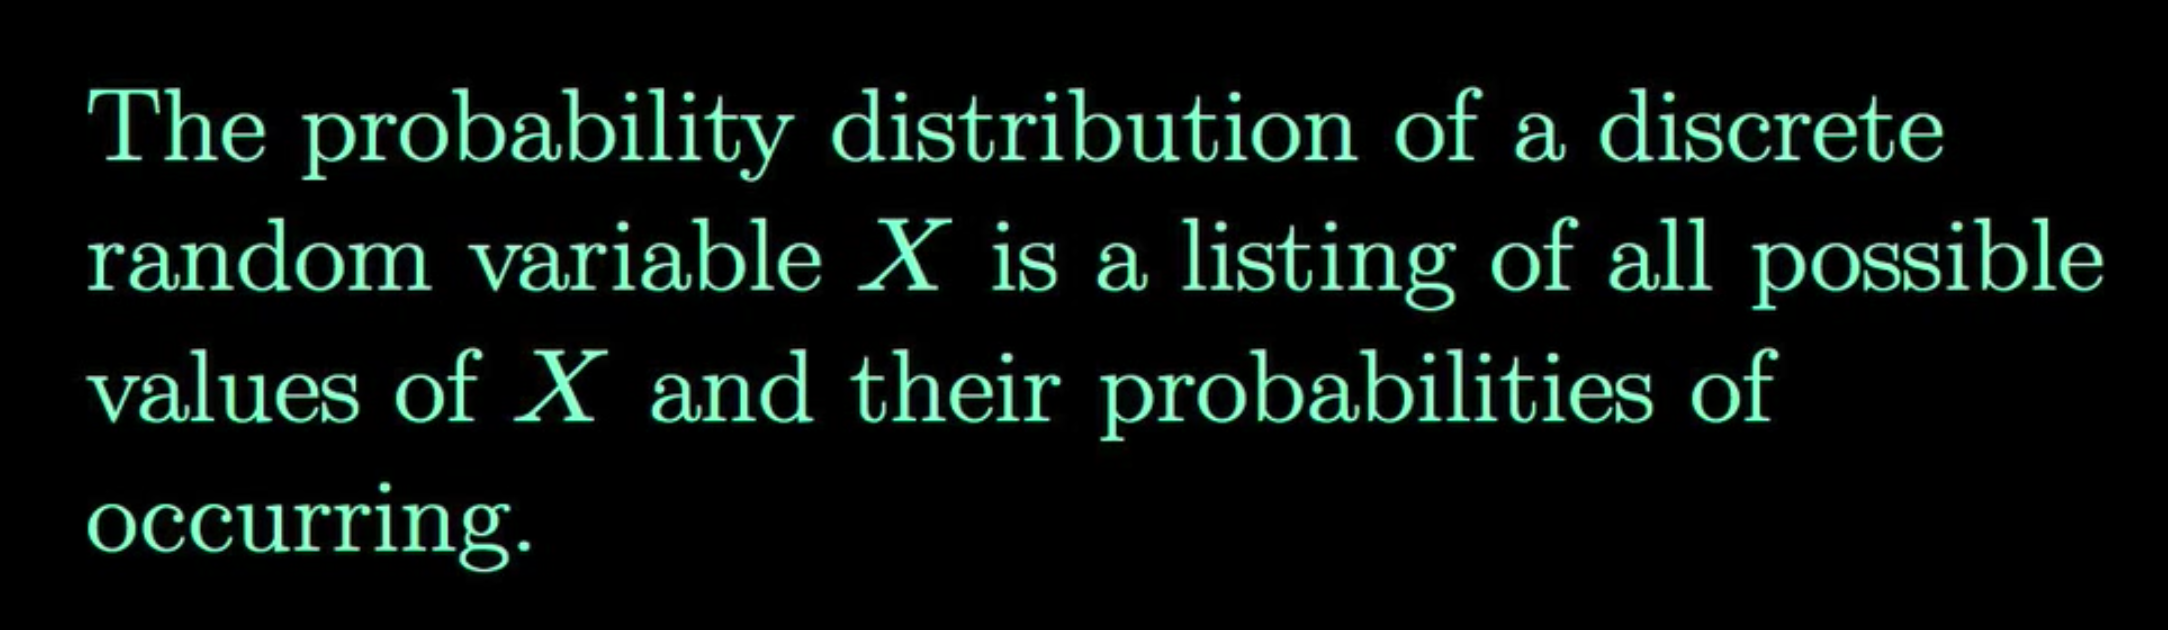 The probability distribution of a discrete
random variable X is a listing of all possible
values of X and their probabilities of
occurring.